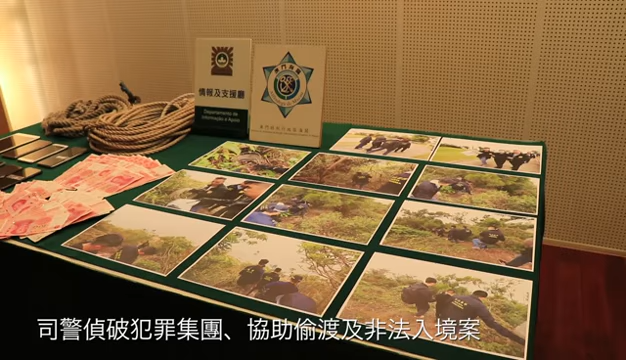 情報及支援廳
Departamento de
Informações e Apoio
司警偵破犯罪集團、協助偷渡及非法入境案